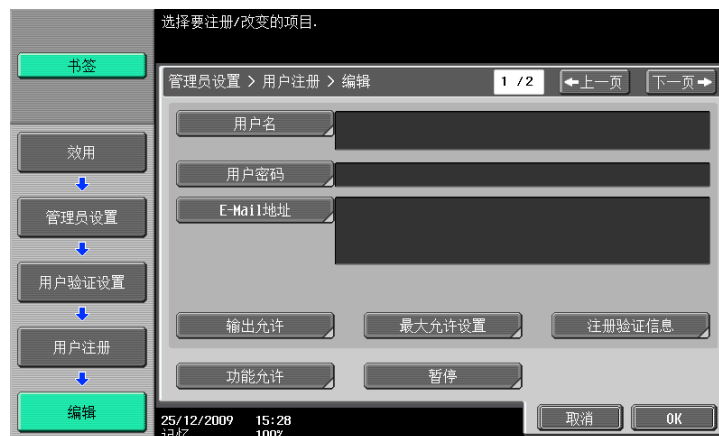 选择要注册/改变的项目.
书签
管理员设置 > 用户注册 > 编辑
1 /2
←上一页
下一页→
用户名
效用
用户密码
管理员设置
E-Mail地址
用户验证设置
输出允许
最大允许设置
注册验证信息
用户注册
功能允许
暂停
编辑
25/12/2009 15:28
取消
OK
记忆 100%